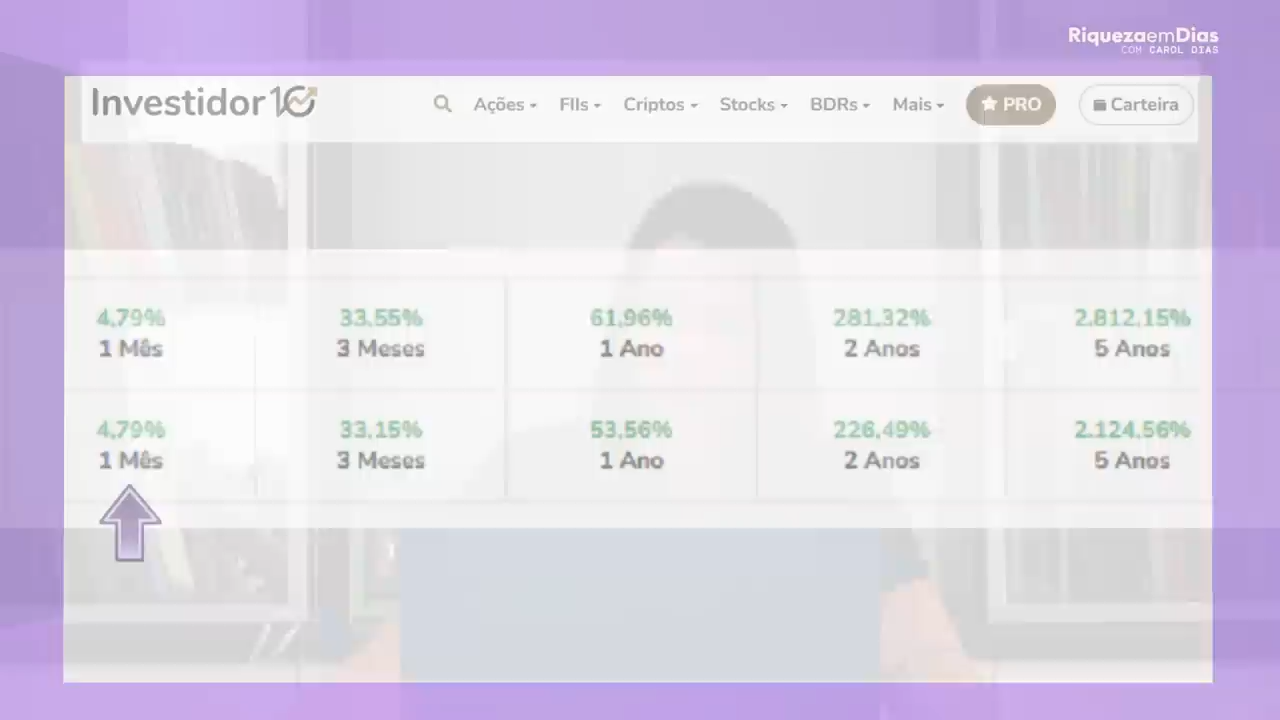 RiquezaemDias
COM CAROL DIAS
Investidor10
Ações FIIs Criptos Stocks BDRs Mais PRO Carteira
4,79% 33,55% 61,96% 281,32% 2.812,15%
1 Mês 3 Meses 1 Ano 2 Anos 5 Anos
4,79% 33,15% 53,56% 226,49% 2.124,56%
1 Mês 3 Meses 1 Ano 2 Anos 5 Anos